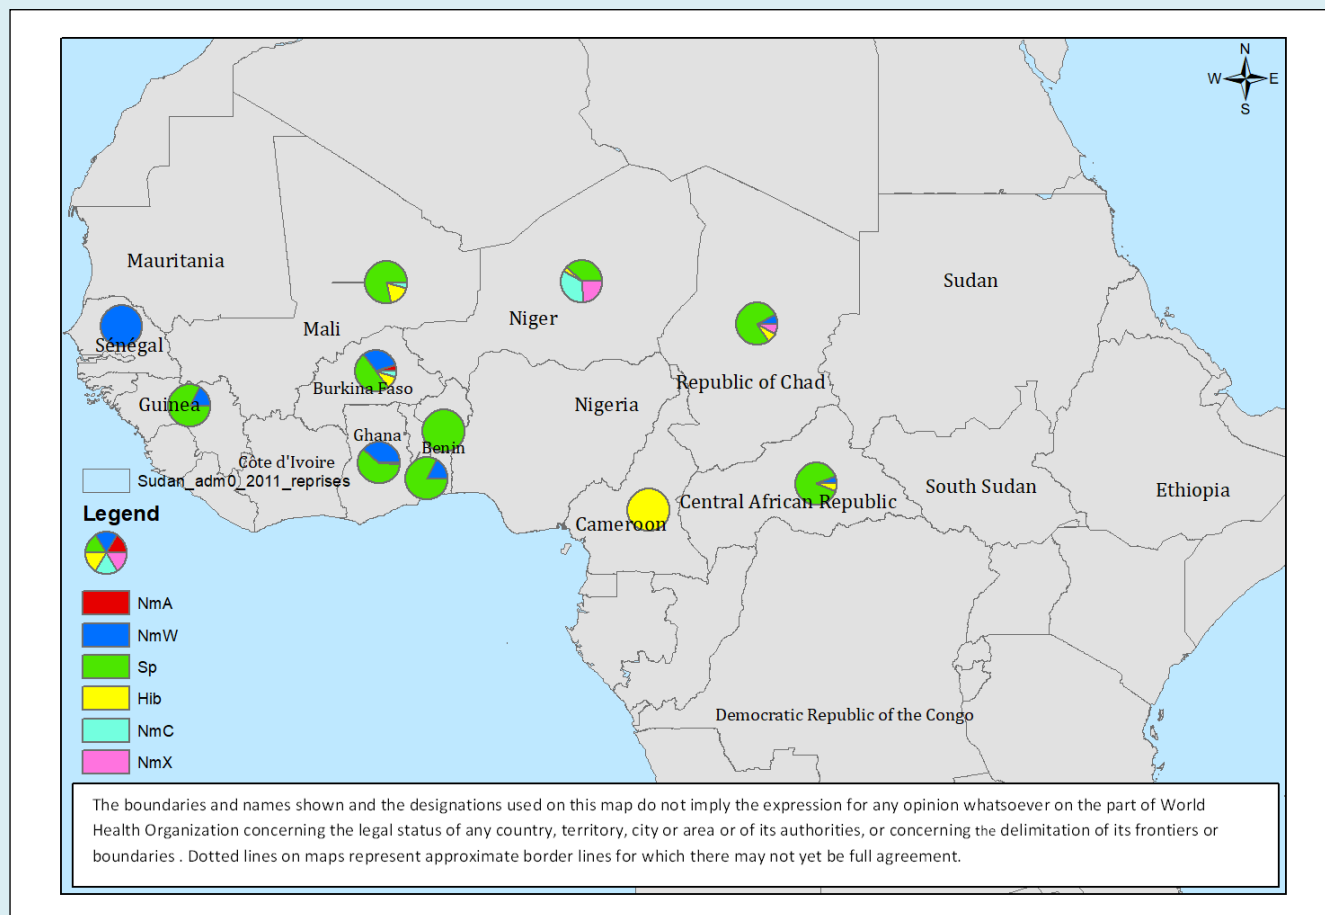 N
W E
S
Mauritania
Sudan
Mali
Niger
Sénégal
Republic of Chad
Burkina Faso
Guinea
Nigeria
Ghana
Benin
Côte d'Ivoire
Sudan_adm0_2011_reprises
South Sudan
Ethiopia
Central African Republic
Cameroon
Democratic Republic of the Congo
Legend
NmA
NmW
Sp
Hib
NmC
NmX
The boundaries and names shown and the designations used on this map do not imply the expression for any opinion whatsoever on the part of World
Health Organization concerning the legal status of any country, territory, city or area or of its authorities, or concerning the delimitation of its frontiers or
boundaries . Dotted lines on maps represent approximate border lines for which there may not yet be full agreement.